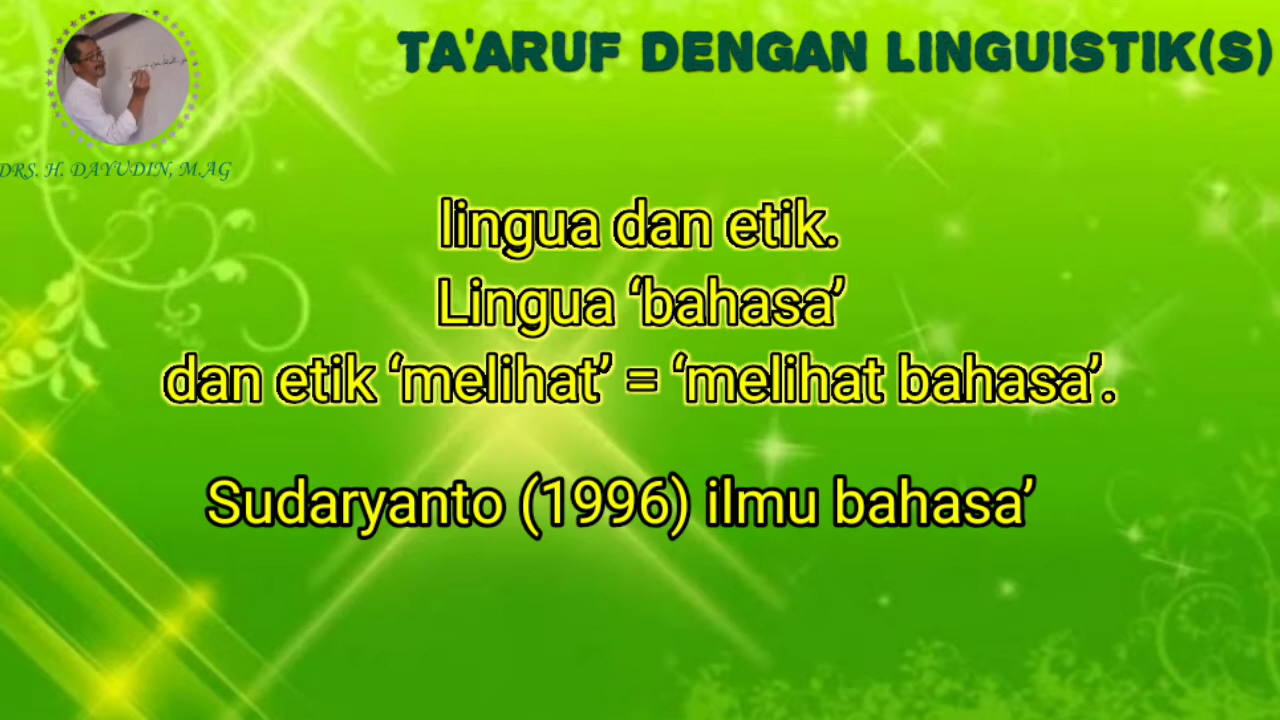 TA'ARUF DENGAN LINGUISTIK(S)
DRS. H. DAYUDIN, M.AG
lingua dan etik.
Lingua ‘bahasa’
dan etik ‘melihat’ = ‘melihat bahasa’.
Sudaryanto (1996) ilmu bahasa’